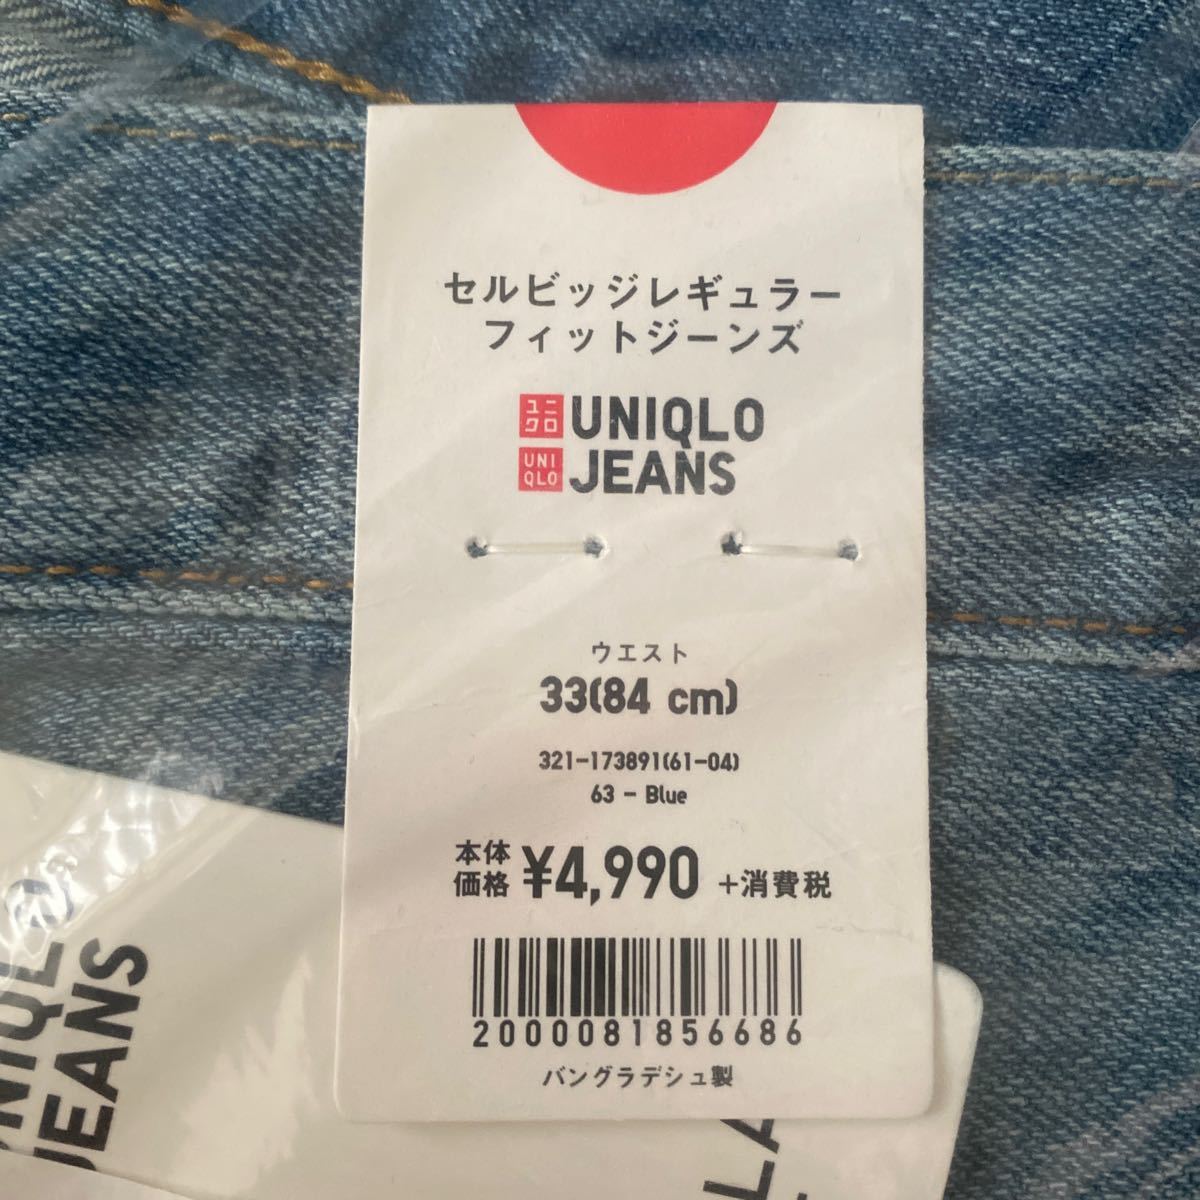 セルビッジレギュラー
フィットジーンズ
ユニクロ UNIQLO
UNIQLO JEANS
ウエスト
33(84 cm)
321-173891(61-04)
63 - Blue
本体価格 ¥4,990 +消費税
2000081856686
バングラデシュ製
NIQL
JEANS
LA